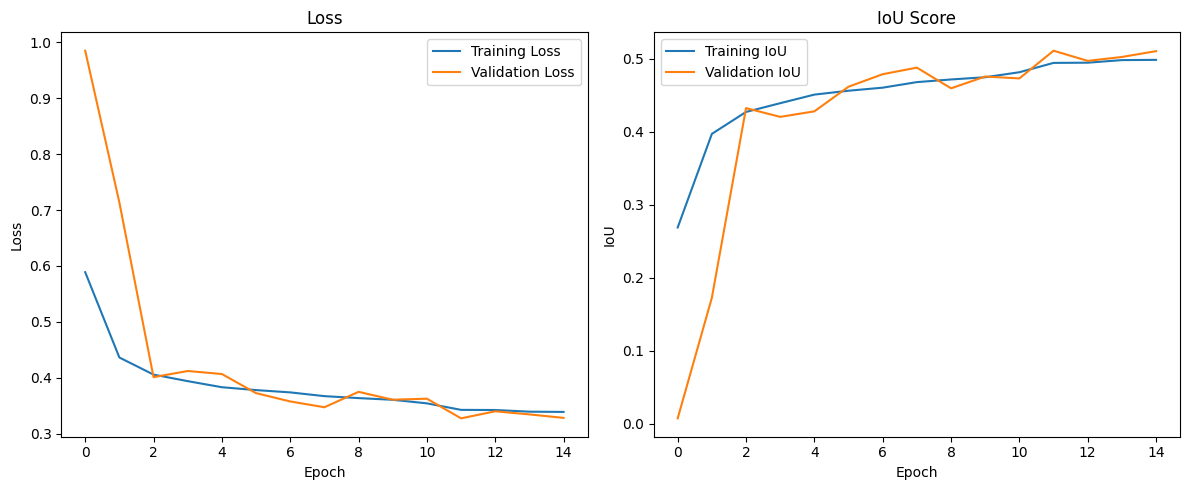 Loss
Training Loss
Validation Loss
1.0
0.9
0.8
0.7
0.6
0.5
0.4
0.3
Loss
0 2 4 6 8 10 12 14
Epoch
IoU Score
Training IoU
Validation IoU
0.5
0.4
0.3
0.2
0.1
0.0
IoU
0 2 4 6 8 10 12 14
Epoch